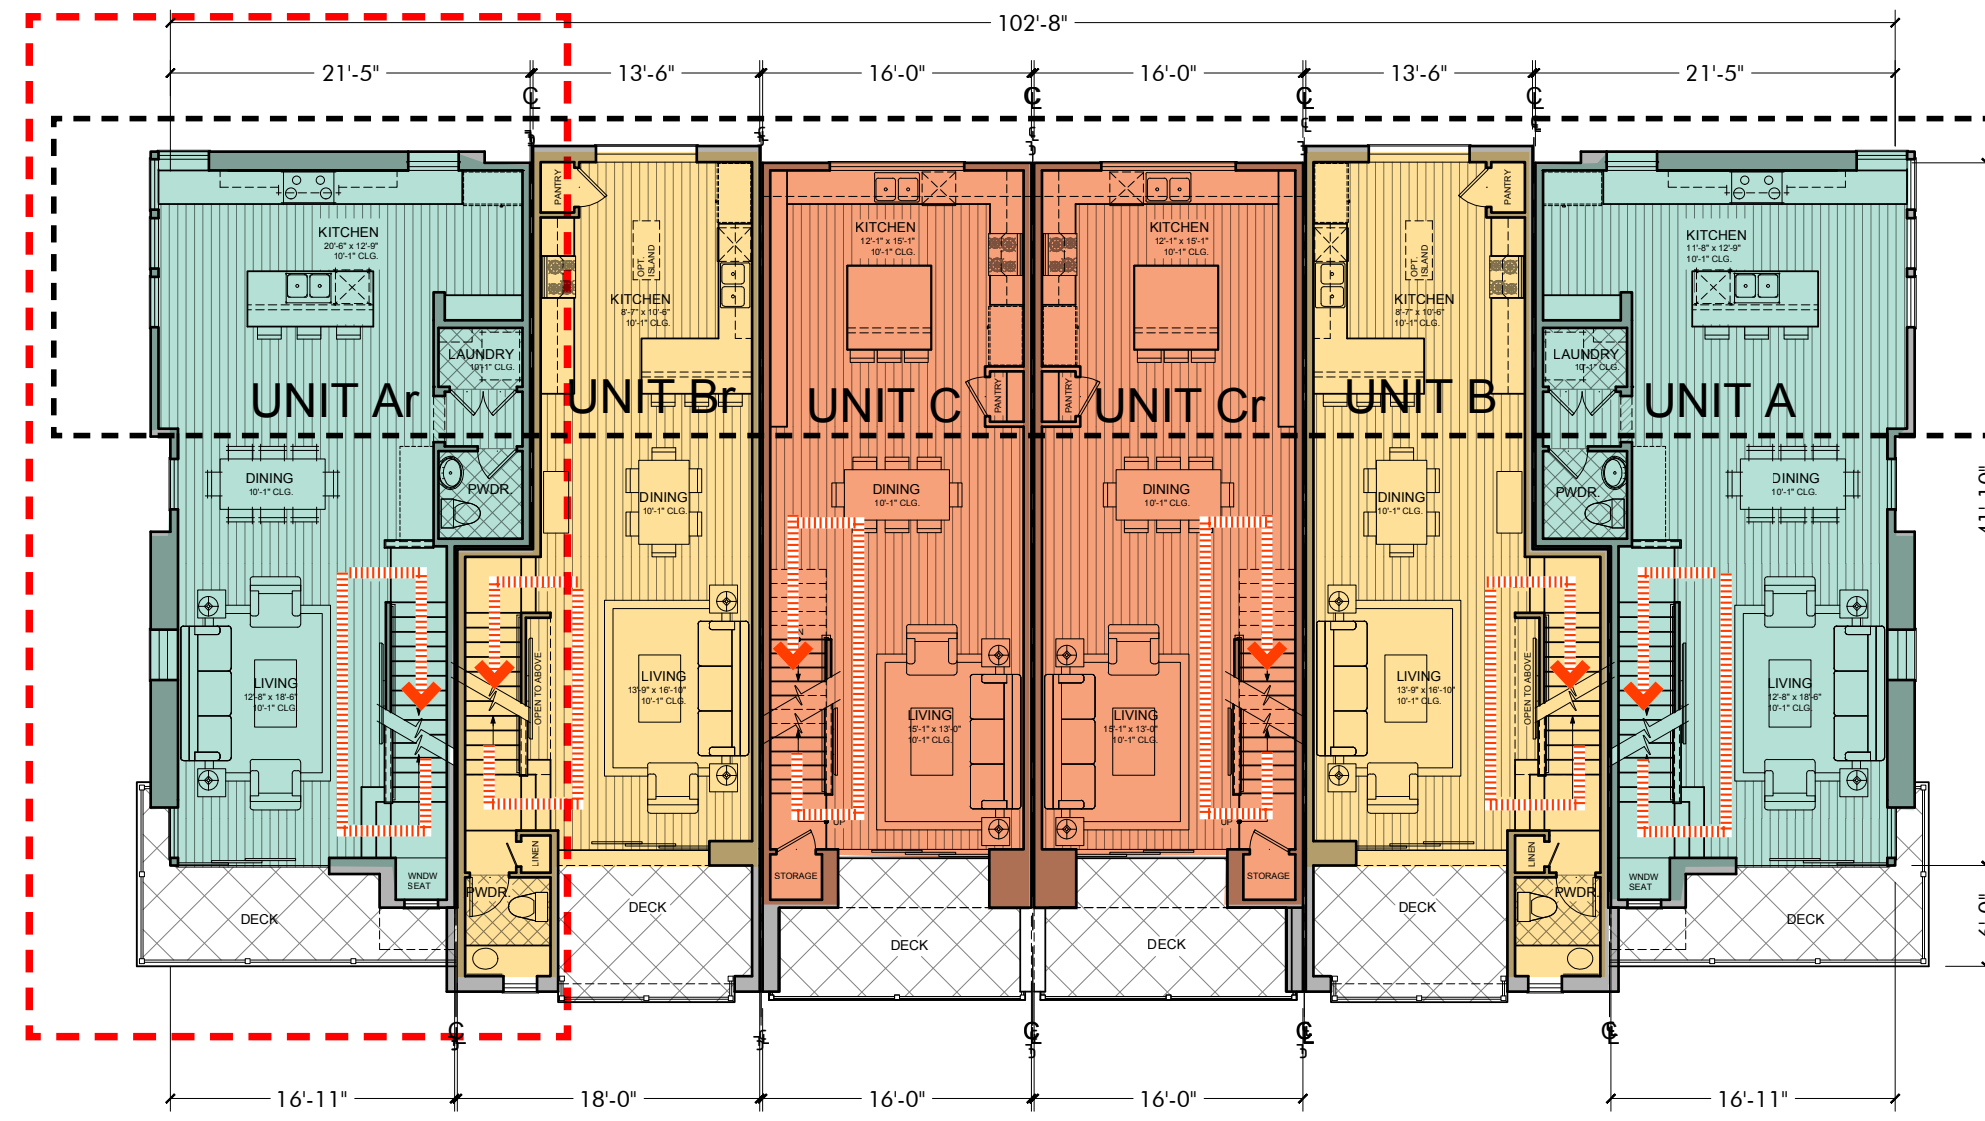 102'-8"
21'-5"
13'-6"
16'-0"
16'-0"
13'-6"
21'-5"
PANTRY
KITCHEN
20'-6" x 12'-9"
10'-1" CLG.
OPT.
ISLAND
KITCHEN
8'-7" x 10'-6"
10'-1" CLG.
KITCHEN
12'-1" x 15'-1"
10'-1" CLG.
KITCHEN
12'-1" x 15'-1"
10'-1" CLG.
OPT.
ISLAND
KITCHEN
8'-7" x 10'-6"
10'-1" CLG.
PANTRY
KITCHEN
11'-8" x 12'-9"
10'-1" CLG.
LAUNDRY
10'-1" CLG.
LAUNDRY
10'-1" CLG.
PANTRY
PANTRY
UNIT Ar
UNIT Br
UNIT C
UNIT Cr
UNIT B
UNIT A
DINING
10'-1" CLG.
PWDR.
DINING
10'-1" CLG.
DINING
10'-1" CLG.
DINING
10'-1" CLG.
DINING
10'-1" CLG.
PWDR.
DINING
10'-1" CLG.
LIVING
12'-8" x 18'-6"
10'-1" CLG
OPEN TO ABOVE
LIVING
13'-9" x 16'-10"
10'-1" CLG.
LIVING
15'-1" x 13'-0"
10'-1" CLG.
LIVING
15'-1" x 13'-0"
10'-1" CLG.
LIVING
13'-9" x 16'-10"
10'-1" CLG.
OPEN TO ABOVE
LIVING
12'-8" x 18'-6"
10'-1" CLG.
UP
UP
WNDW
SEAT
LINEN
PWDR.
STORAGE
STORAGE
LINEN
PWDR.
WNDW
SEAT
DECK
DECK
DECK
DECK
DECK
DECK
16'-11"
18'-0"
16'-0"
16'-0"
16'-11"